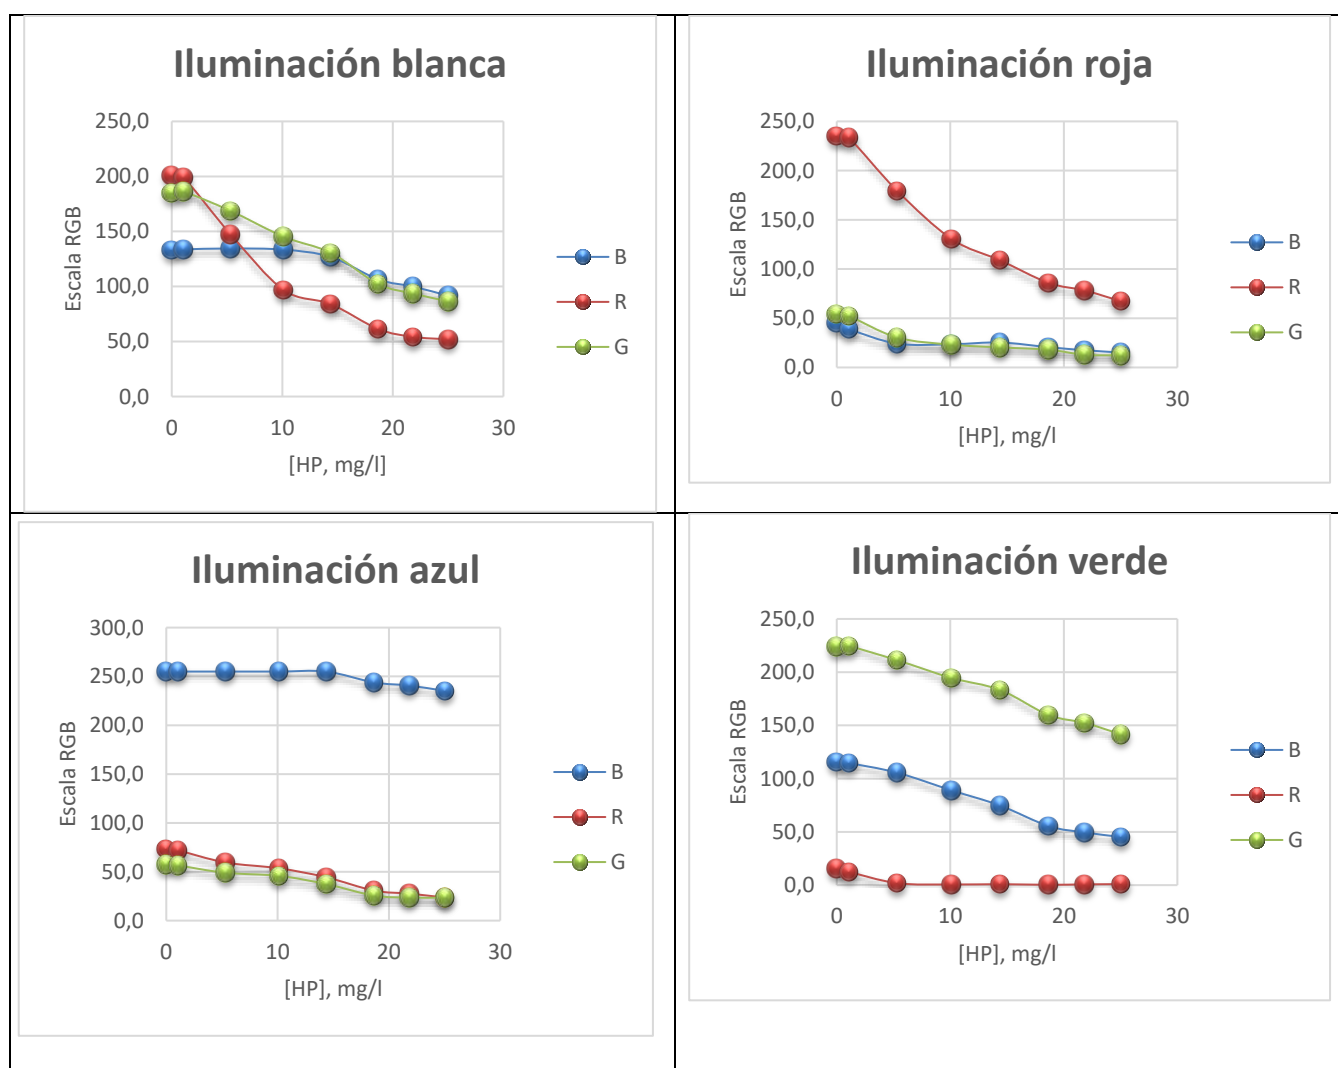 Iluminación blanca
250,0
200,0
150,0
100,0
50,0
0,0
Escala RGB
0 10 20 30
[HP, mg/l]
B
R
G
Iluminación roja
250,0
200,0
150,0
100,0
50,0
0,0
Escala RGB
0 10 20 30
[HP], mg/l
B
R
G
Iluminación azul
300,0
250,0
200,0
150,0
100,0
50,0
0,0
Escala RGB
0 10 20 30
[HP], mg/l
B
R
G
Iluminación verde
250,0
200,0
150,0
100,0
50,0
0,0
Escala RGB
0 10 20 30
[HP], mg/l
B
R
G